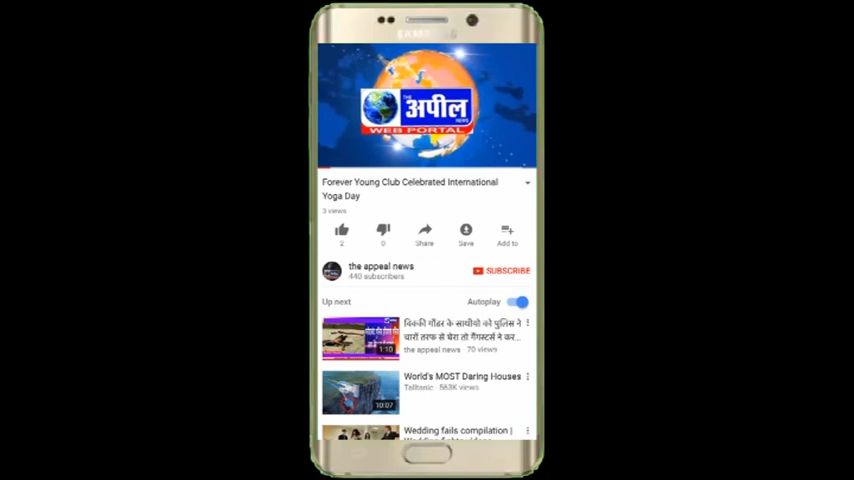 SAMSUNG
THE
अपील
NEWS
WEB PORTAL
Forever Young Club Celebrated International
Yoga Day
3 views
2
0
Share
Save
Add to
the appeal news
440 subscribers
SUBSCRIBE
Up next
Autoplay
विक्की गौंडर के साथीयो को पुलिस ने
चारों तरफ से घेरा तो गैंगस्टर्स ने कर...
the appeal news · 70 views
1:10
World's MOST Daring Houses
Talltanic · 563K views
10:07
Wedding fails compilation |